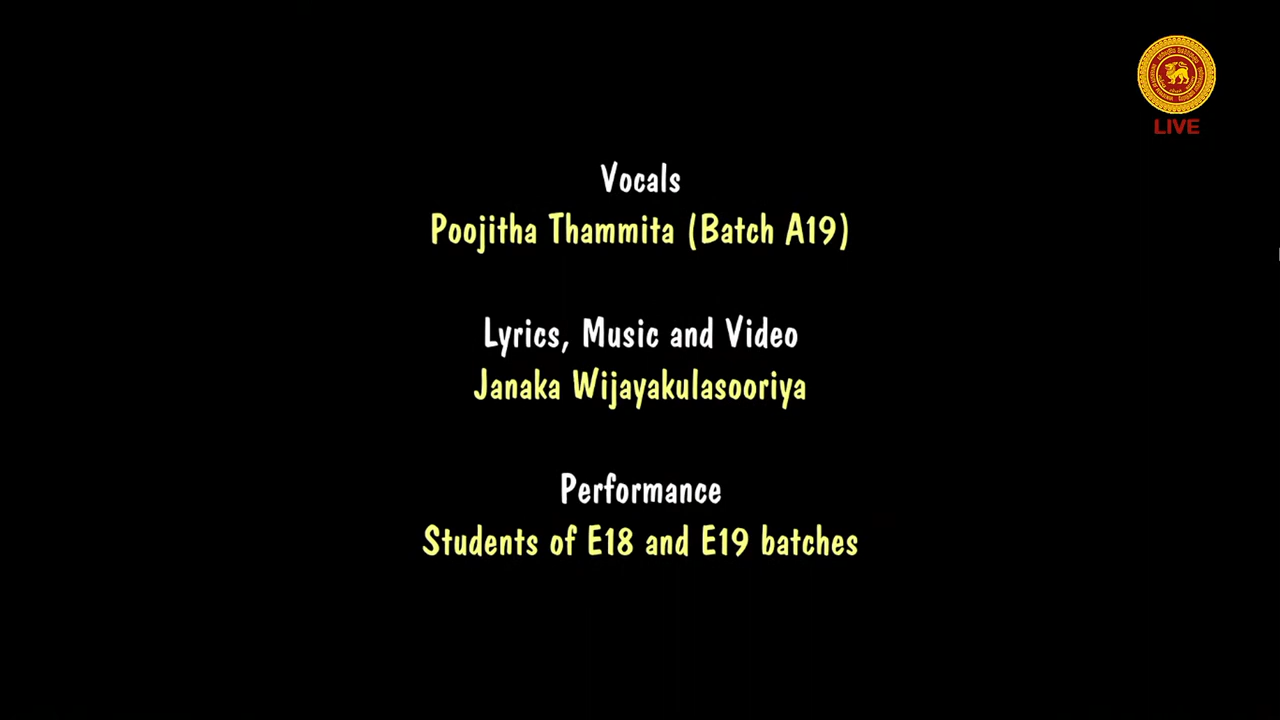 LIVE
Vocals
Poojitha Thammita (Batch A19)
Lyrics, Music and Video
Janaka Wijayakulasooriya
Performance
Students of E18 and E19 batches